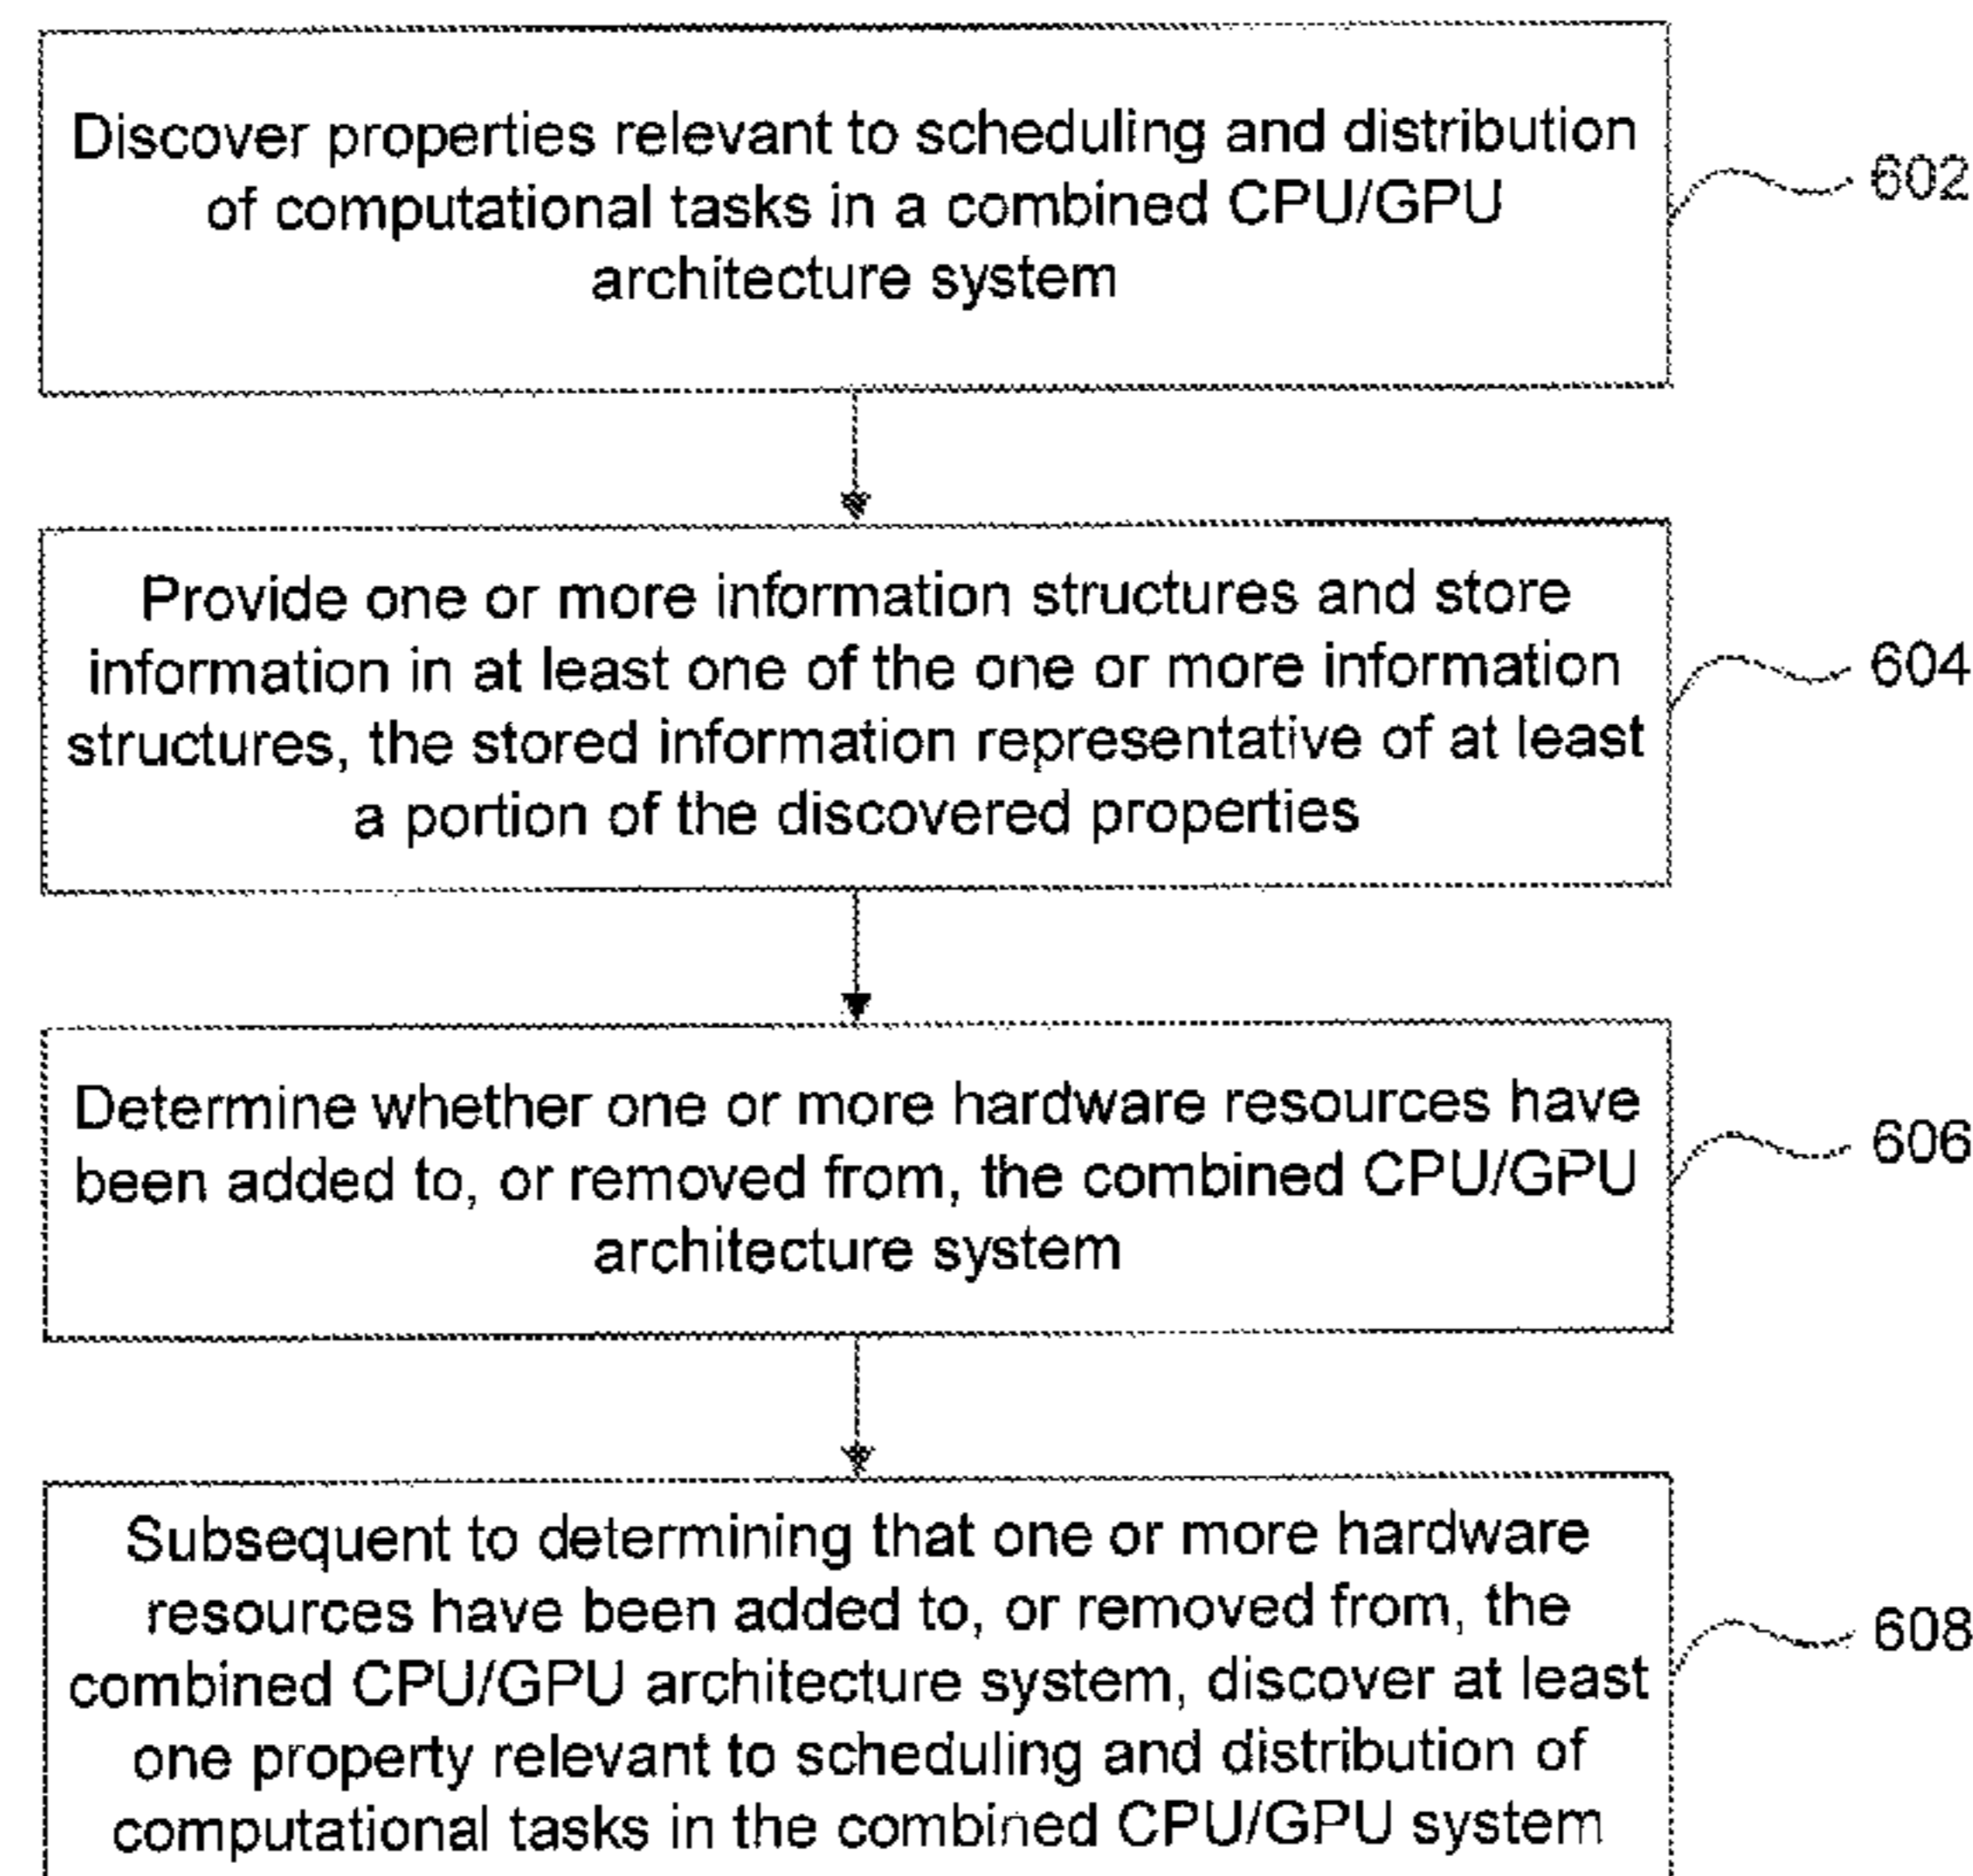 Discover properties relevant to scheduling and distribution
of computational tasks in a combined CPU/GPU
architecture system
602
Provide one or more information structures and store
information in at least one of the one or more information
structures, the stored information representative of at least
a portion of the discovered properties
604
Determine whether one or more hardware resources have
been added to, or removed from, the combined CPU/GPU
architecture system
606
Subsequent to determining that one or more hardware
resources have been added to, or removed from, the
combined CPU/GPU architecture system, discover at least
one property relevant to scheduling and distribution of
computational tasks in the combined CPU/GPU system
608